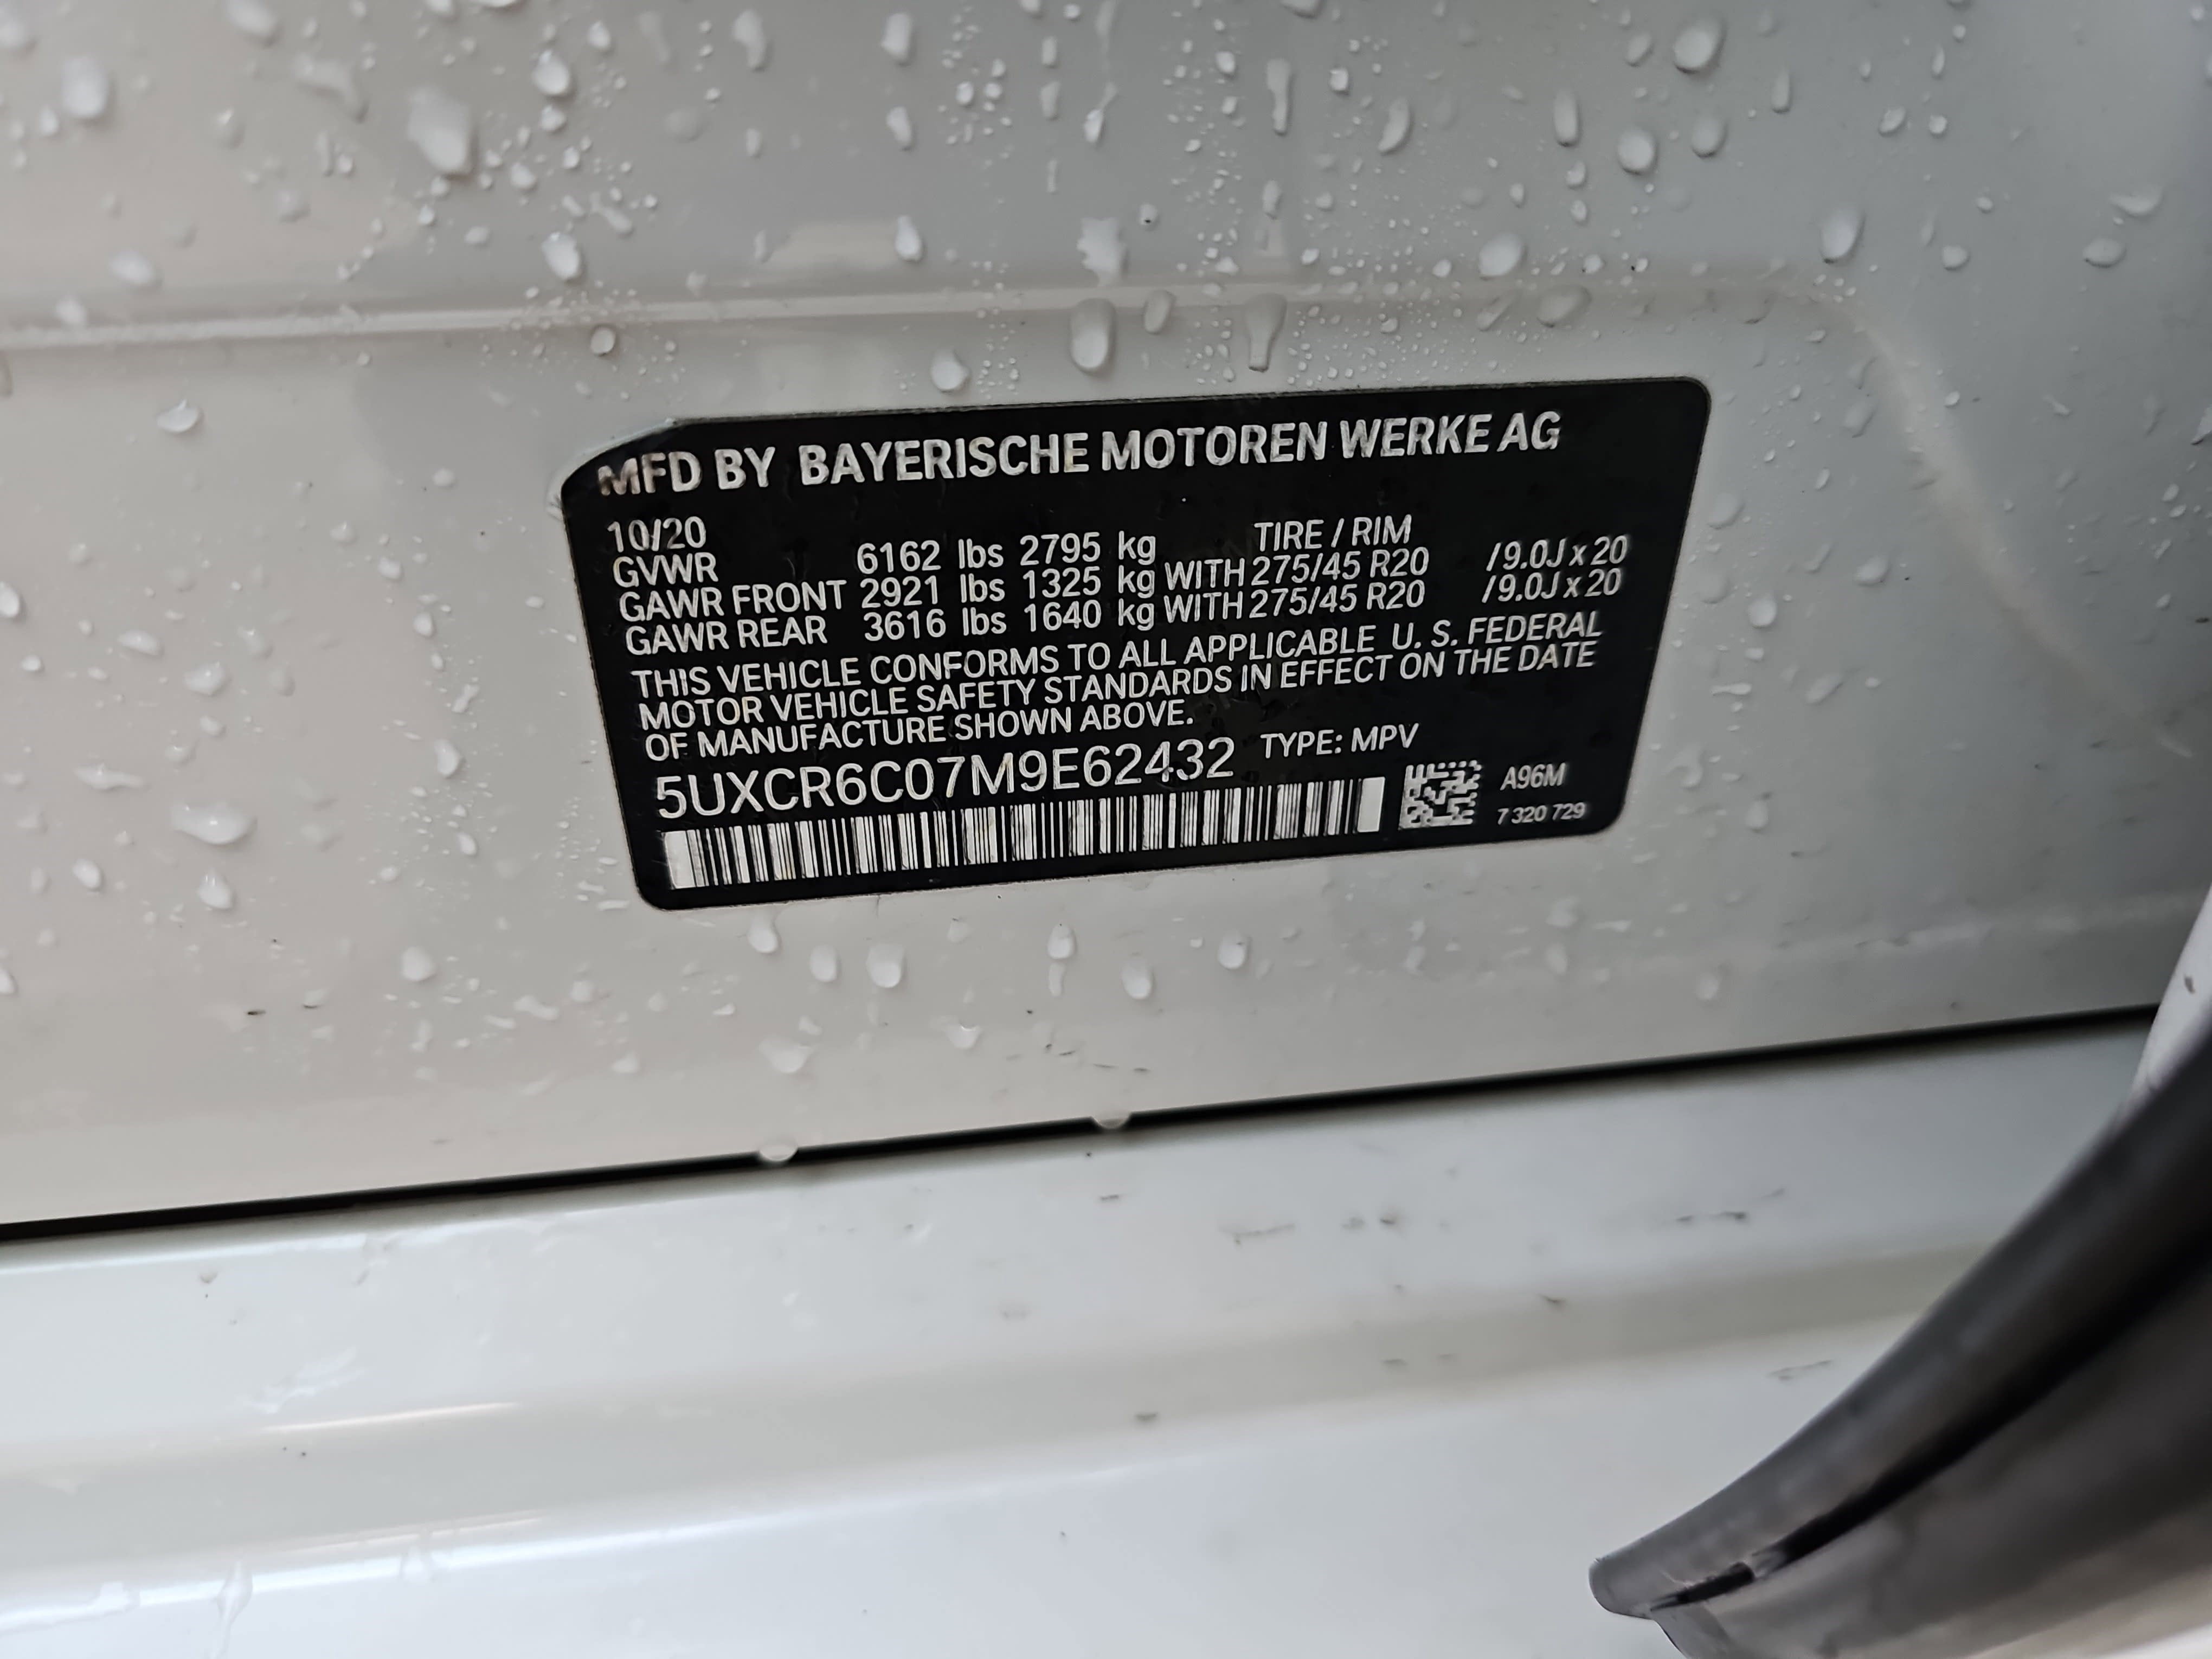 MFD BY BAYERISCHE MOTOREN WERKE AG
10/20 TIRE / RIM
GVWR 6162 lbs 2795 kg
GAWR FRONT 2921 lbs 1325 kg WITH 275/45 R20 /9.0J x 20
GAWR REAR 3616 lbs 1640 kg WITH 275/45 R20 /9.0J x 20
THIS VEHICLE CONFORMS TO ALL APPLICABLE U. S. FEDERAL
MOTOR VEHICLE SAFETY STANDARDS IN EFFECT ON THE DATE
OF MANUFACTURE SHOWN ABOVE.
5UXCR6C07M9E62432 TYPE: MPV
A96M
7 320 729